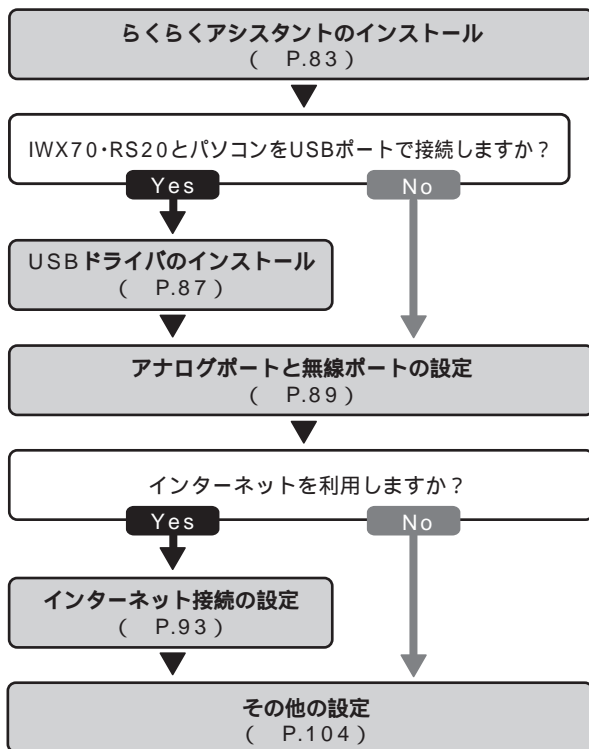 らくらくアシスタントのインストール
( P.83)
IWX70・RS20とパソコンをUSBポートで接続しますか？
Yes No
USBドライバのインストール
( P.87)
アナログポートと無線ポートの設定
( P.89)
インターネットを利用しますか？
Yes No
インターネット接続の設定
( P.93)
その他の設定
( P.104)